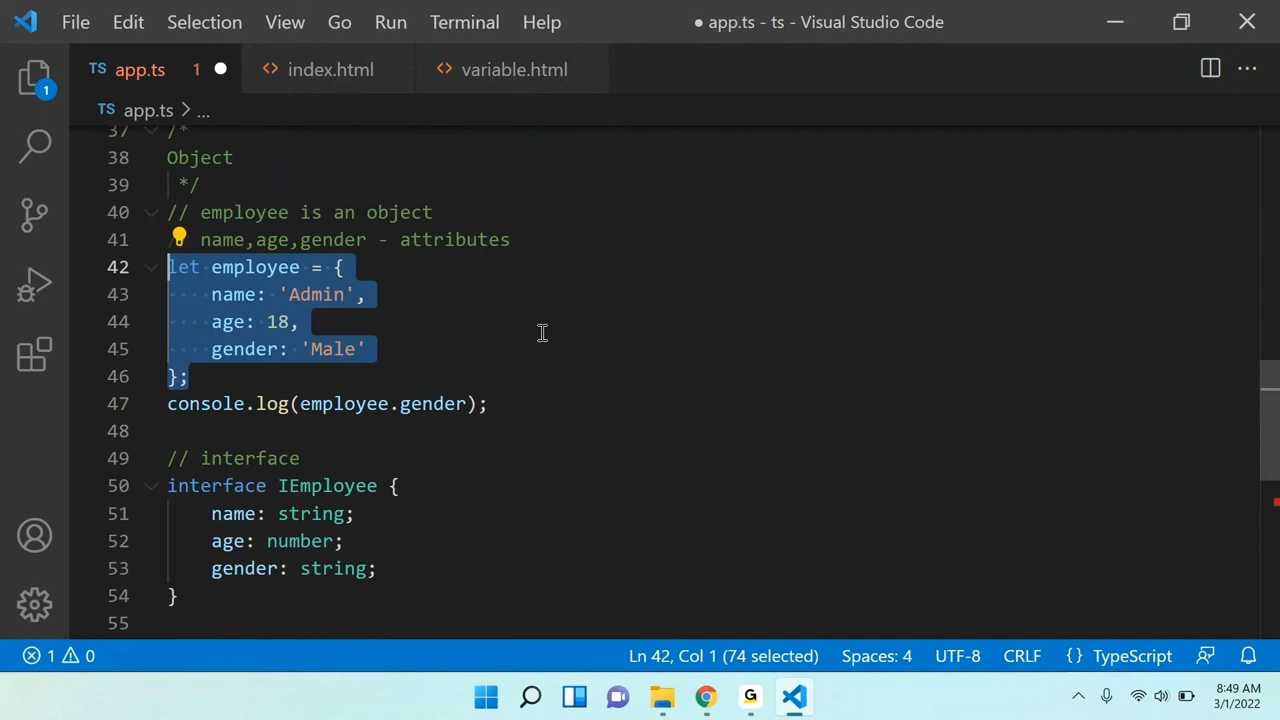 File Edit Selection View Go Run Terminal Help ● app.ts - ts - Visual Studio Code
TS app.ts 1 ● <> index.html <> variable.html
1
TS app.ts > ...
37 /*
38 Object
39 */
40 // employee is an object
41 name,age,gender - attributes
42 let employee = {
43 name: 'Admin',
44 age: 18,
45 gender: 'Male'
46 };
47 console.log(employee.gender);
48
49 // interface
50 interface IEmployee {
51 name: string;
52 age: number;
53 gender: string;
54 }
55
1 0 Ln 42, Col 1 (74 selected) Spaces: 4 UTF-8 CRLF {} TypeScript
G
8:49 AM
3/1/2022